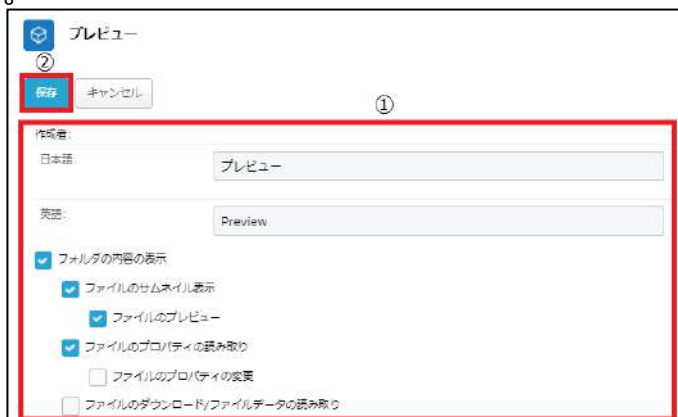 プレビュー
②
保存 キャンセル
①
作成者:
日本語: プレビュー
英語: Preview
フォルダの内容の表示
ファイルのサムネイル表示
ファイルのプレビュー
ファイルのプロパティの読み取り
ファイルのプロパティの変更
ファイルのダウンロード/ファイルデータの読み取り